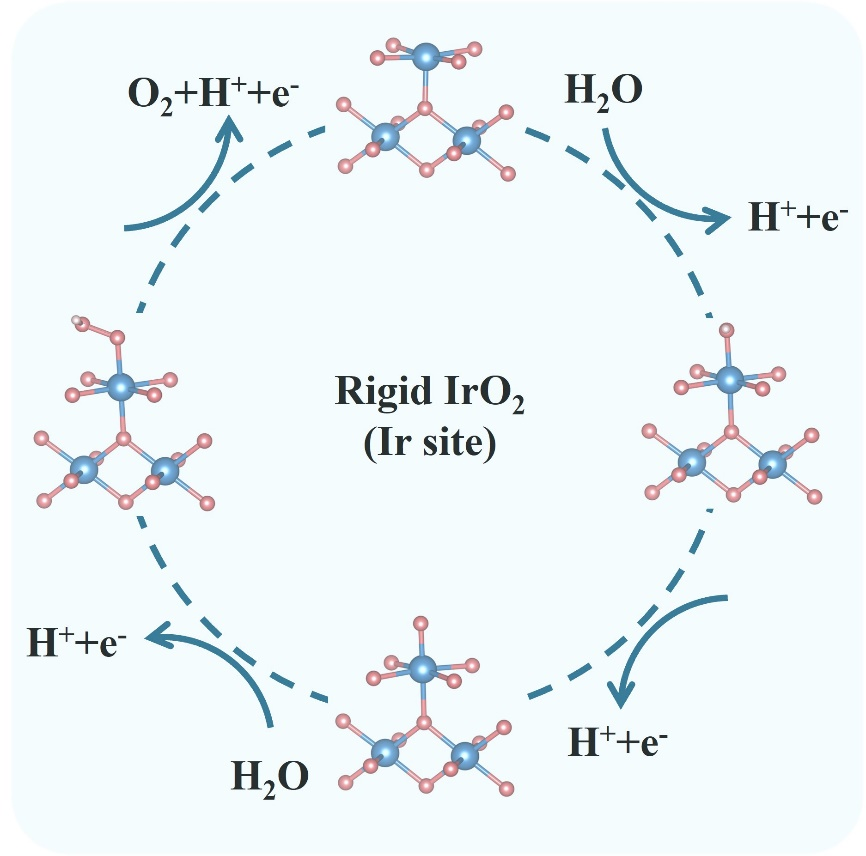 O₂+H⁺+e⁻
H₂O
H⁺+e⁻
Rigid IrO₂
(Ir site)
H⁺+e⁻
H⁺+e⁻
H₂O